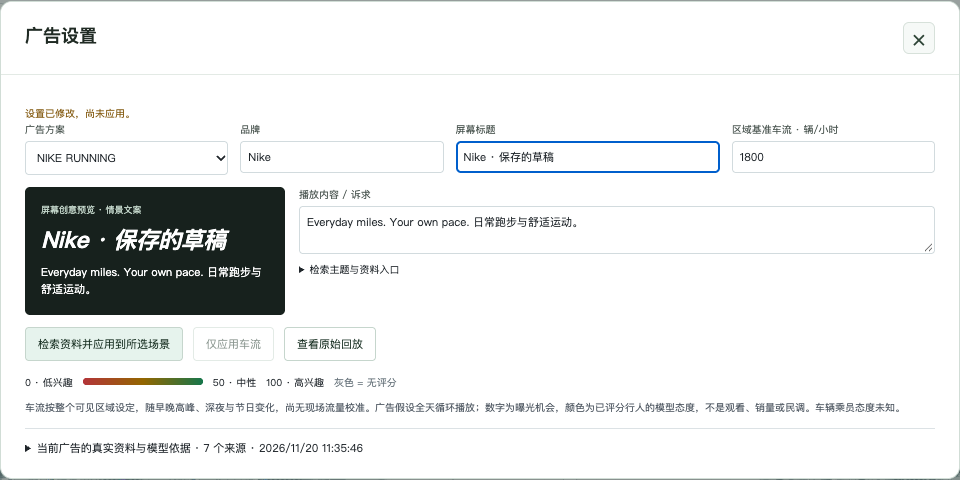 广告设置
设置已修改，尚未应用。
广告方案
品牌
屏幕标题
区域基准车流 · 辆/小时
NIKE RUNNING
Nike
Nike · 保存的草稿
1800
屏幕创意预览 · 情景文案
Nike · 保存的草稿
Everyday miles. Your own pace. 日常跑步与
舒适运动。
播放内容 / 诉求
Everyday miles. Your own pace. 日常跑步与舒适运动。
检索主题与资料入口
检索资料并应用到所选场景
仅应用车流
查看原始回放
0 · 低兴趣
50 · 中性
100 · 高兴趣
灰色 = 无评分
车流按整个可见区域设定，随早晚高峰、深夜与节日变化，尚无现场流量校准。广告假设全天循环播放；数字为曝光机会，颜色为已评分行人的模型态度，不是观看、销量或民调。车辆乘员态度未知。
当前广告的真实资料与模型依据 · 7 个来源 · 2026/11/20 11:35:46